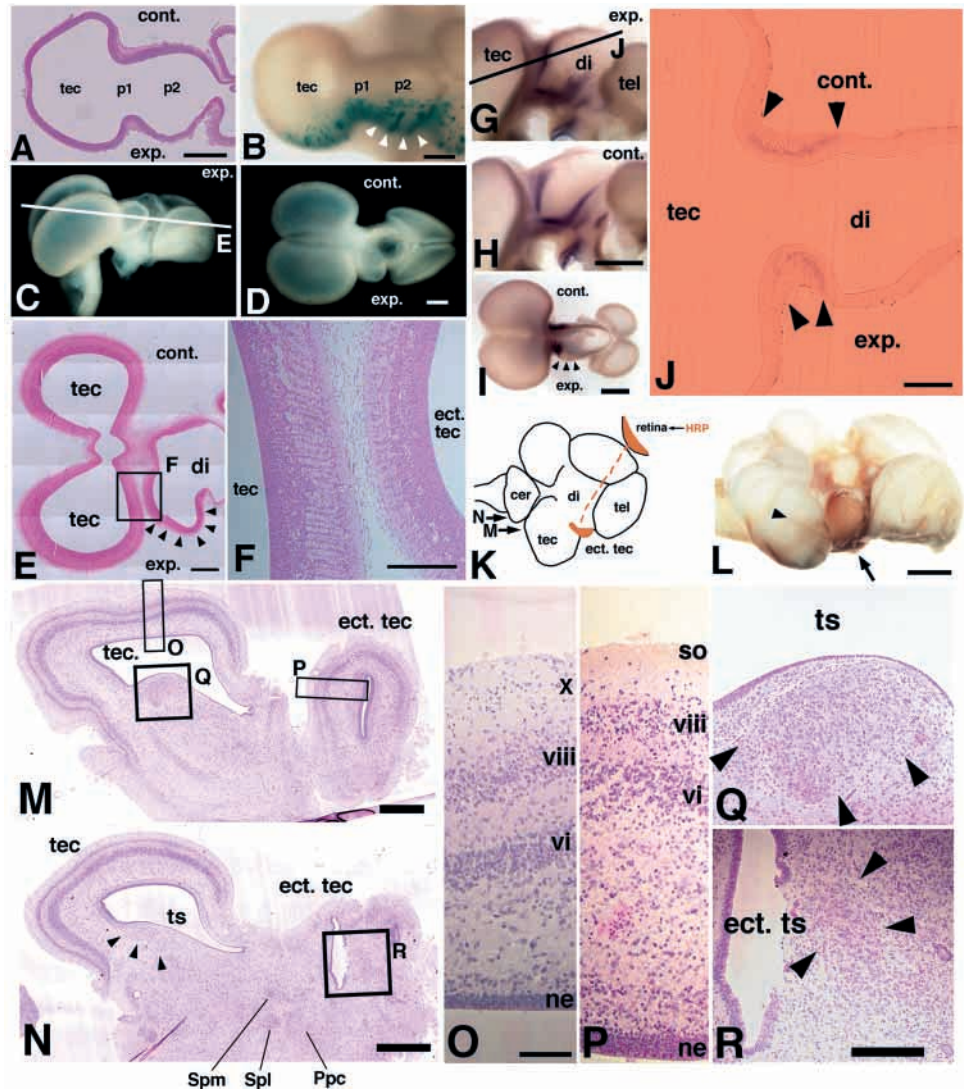 cont.
tec p1 p2
A exp.
tec p1 p2
B
exp.
E
C
cont.
D exp.
exp.
tec di J tel
G
cont.
H
cont.
I exp.
cont.
tec di
exp.
J
cont.
tec
F di
tec
E exp.
ect. tec
tec
F
retina HRP
cer di tel
N
M
tec ect. tec
K
L
tec. O
Q
ect. tec
P
M
tec
ts
ect. tec
R
N
Spm Spl Ppc
x
viii
vi
ne
O
so
viii
vi
ne
P
ts
Q
ect. ts
R